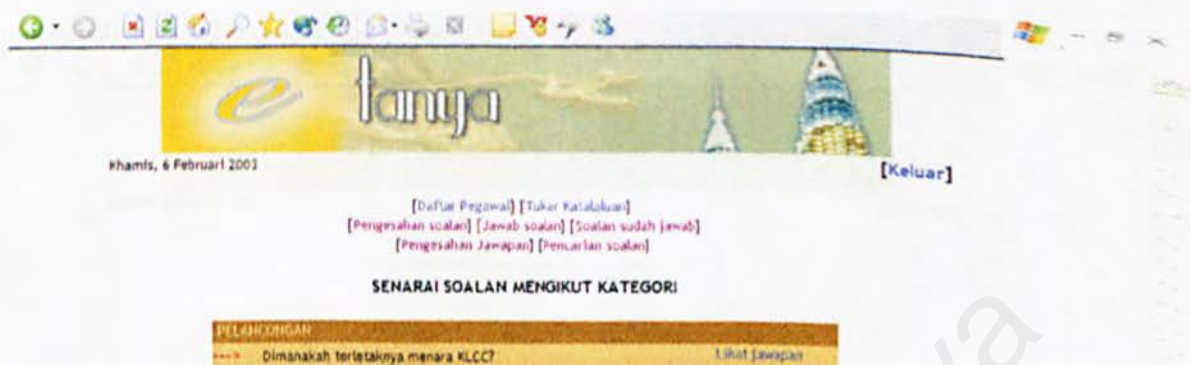 e tanya
Khamis, 6 Februari 2003
[Keluar]
[Daftar Pegawai] [Tukar Katalaluan]
[Pengesahan soalan] [Jawab soalan] [Soalan sudah jawab]
[Pengesahan Jawapan] [Pencarian soalan]
SENARAI SOALAN MENGIKUT KATEGORI
PELANCONGAN
Dimanakah terletaknya menara KLCC? Lihat Jawapan